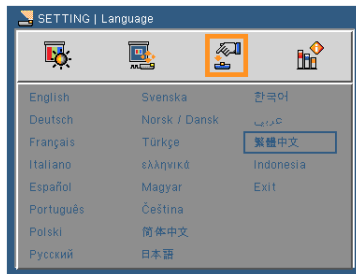 SETTING | Language
English Svenska 한국어
Deutsch Norsk / Dansk عربي
Français Türkçe 繁體中文
Italiano ελληνικά Indonesia
Español Magyar Exit
Português Čeština
Polski 简体中文
Русский 日本語